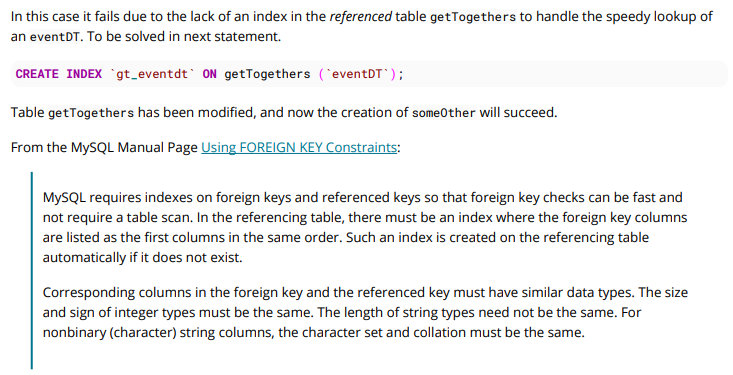 In this case it fails due to the lack of an index in the referenced table getTogethers to handle the speedy lookup of
an eventDT. To be solved in next statement.
CREATE INDEX `gt_eventdt` ON getTogethers (`eventDT`);
Table getTogethers has been modified, and now the creation of someOther will succeed.
From the MySQL Manual Page Using FOREIGN KEY Constraints:
MySQL requires indexes on foreign keys and referenced keys so that foreign key checks can be fast and
not require a table scan. In the referencing table, there must be an index where the foreign key columns
are listed as the first columns in the same order. Such an index is created on the referencing table
automatically if it does not exist.
Corresponding columns in the foreign key and the referenced key must have similar data types. The size
and sign of integer types must be the same. The length of string types need not be the same. For
nonbinary (character) string columns, the character set and collation must be the same.